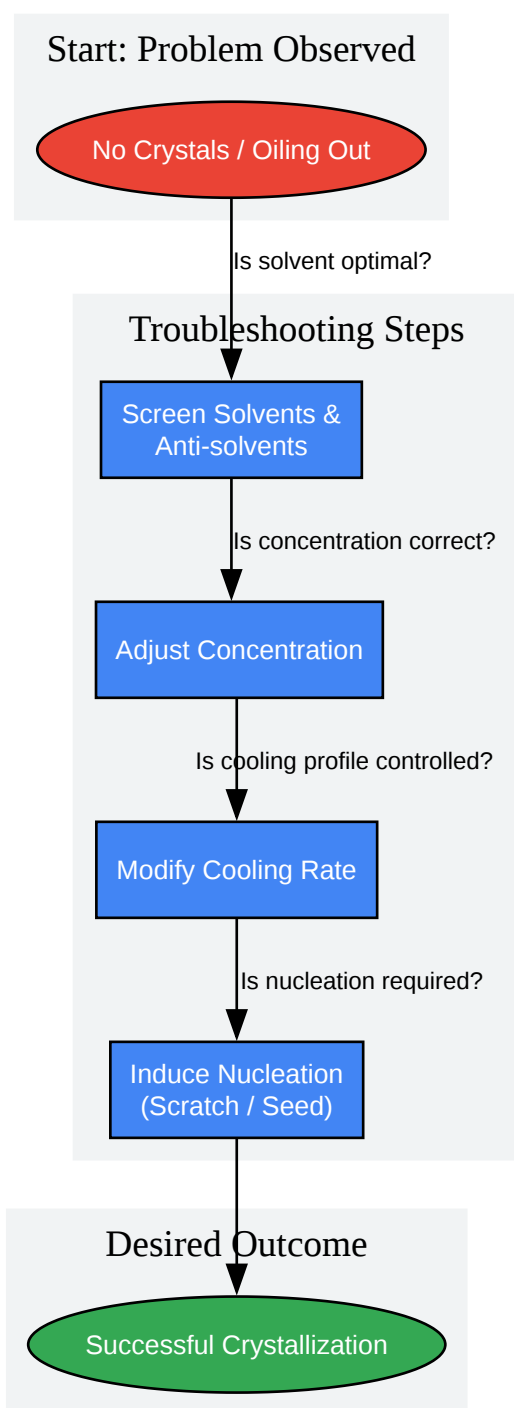 Start: Problem Observed
No Crystals / Oiling Out
Is solvent optimal?
Troubleshooting Steps
Screen Solvents &
Anti-solvents
Is concentration correct?
Adjust Concentration
Is cooling profile controlled?
Modify Cooling Rate
Is nucleation required?
Induce Nucleation
(Scratch / Seed)
Desired Outcome
Successful Crystallization